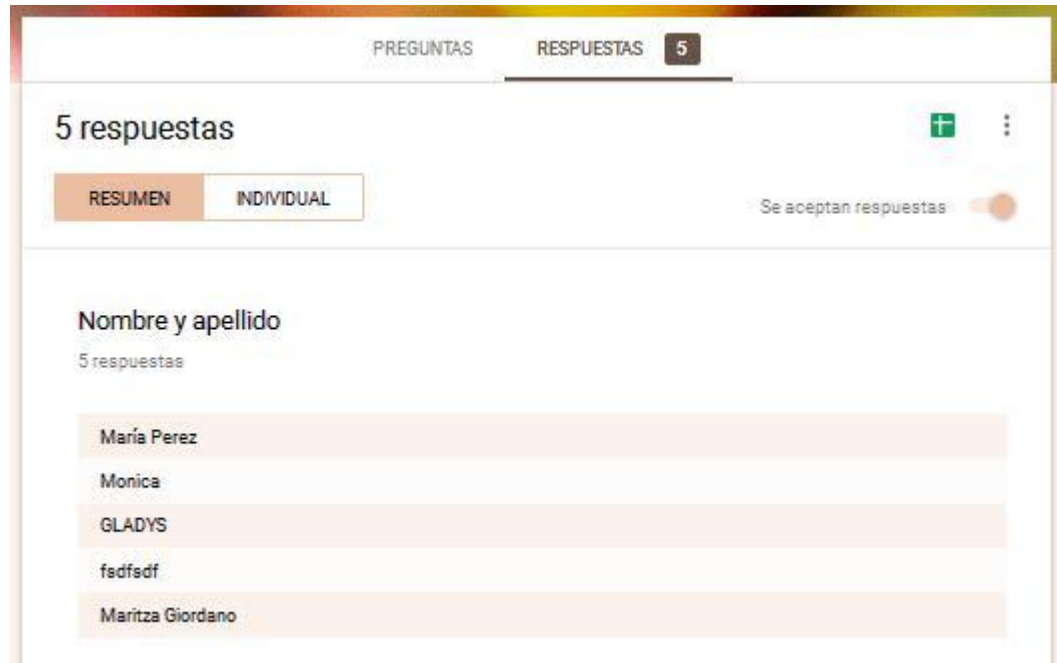 PREGUNTAS RESPUESTAS 5
5 respuestas
RESUMEN INDIVIDUAL
Se aceptan respuestas
Nombre y apellido
5 respuestas
María Perez
Monica
GLADYS
fsdfsdf
Maritza Giordano